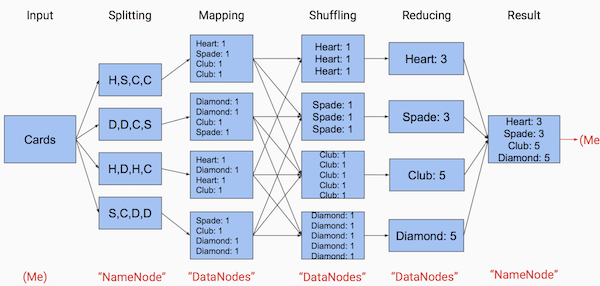 Input
Splitting
Mapping
Shuffling
Reducing
Result
Cards
H,S,C,C
D,D,C,S
H,D,H,C
S,C,D,D
Heart: 1
Spade: 1
Club: 1
Club: 1
Diamond: 1
Diamond: 1
Club: 1
Spade: 1
Heart: 1
Diamond: 1
Heart: 1
Club: 1
Spade: 1
Club: 1
Diamond: 1
Diamond: 1
Heart: 1
Heart: 1
Heart: 1
Spade: 1
Spade: 1
Spade: 1
Club: 1
Club: 1
Club: 1
Club: 1
Club: 1
Diamond: 1
Diamond: 1
Diamond: 1
Diamond: 1
Diamond: 1
Heart: 3
Spade: 3
Club: 5
Diamond: 5
Heart: 3
Spade: 3
Club: 5
Diamond: 5
(Me
(Me)
“NameNode”
“DataNodes”
“DataNodes”
“DataNodes”
“NameNode”